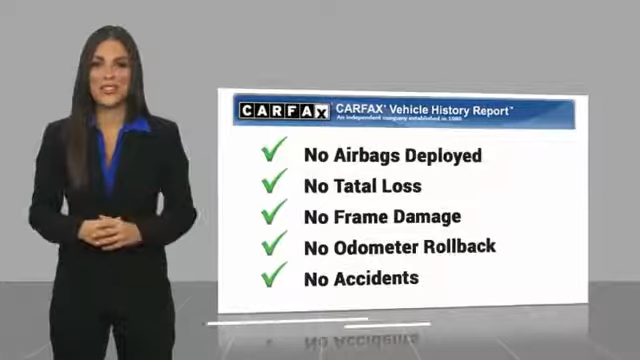 CARFAX CARFAX® Vehicle History Report™
An independent company established in 1986
No Airbags Deployed
No Tatal Loss
No Frame Damage
No Odometer Rollback
No Accidents